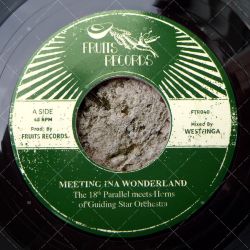 FRUITS
RECORDS
A SIDE
45 RPM
Prod. By
FRUITS RECORDS
FTR040
Mixed By
WESTFINGA
MEETING INA WONDERLAND
The 18th Parallel meets Horns
of Guiding Star Orchestra